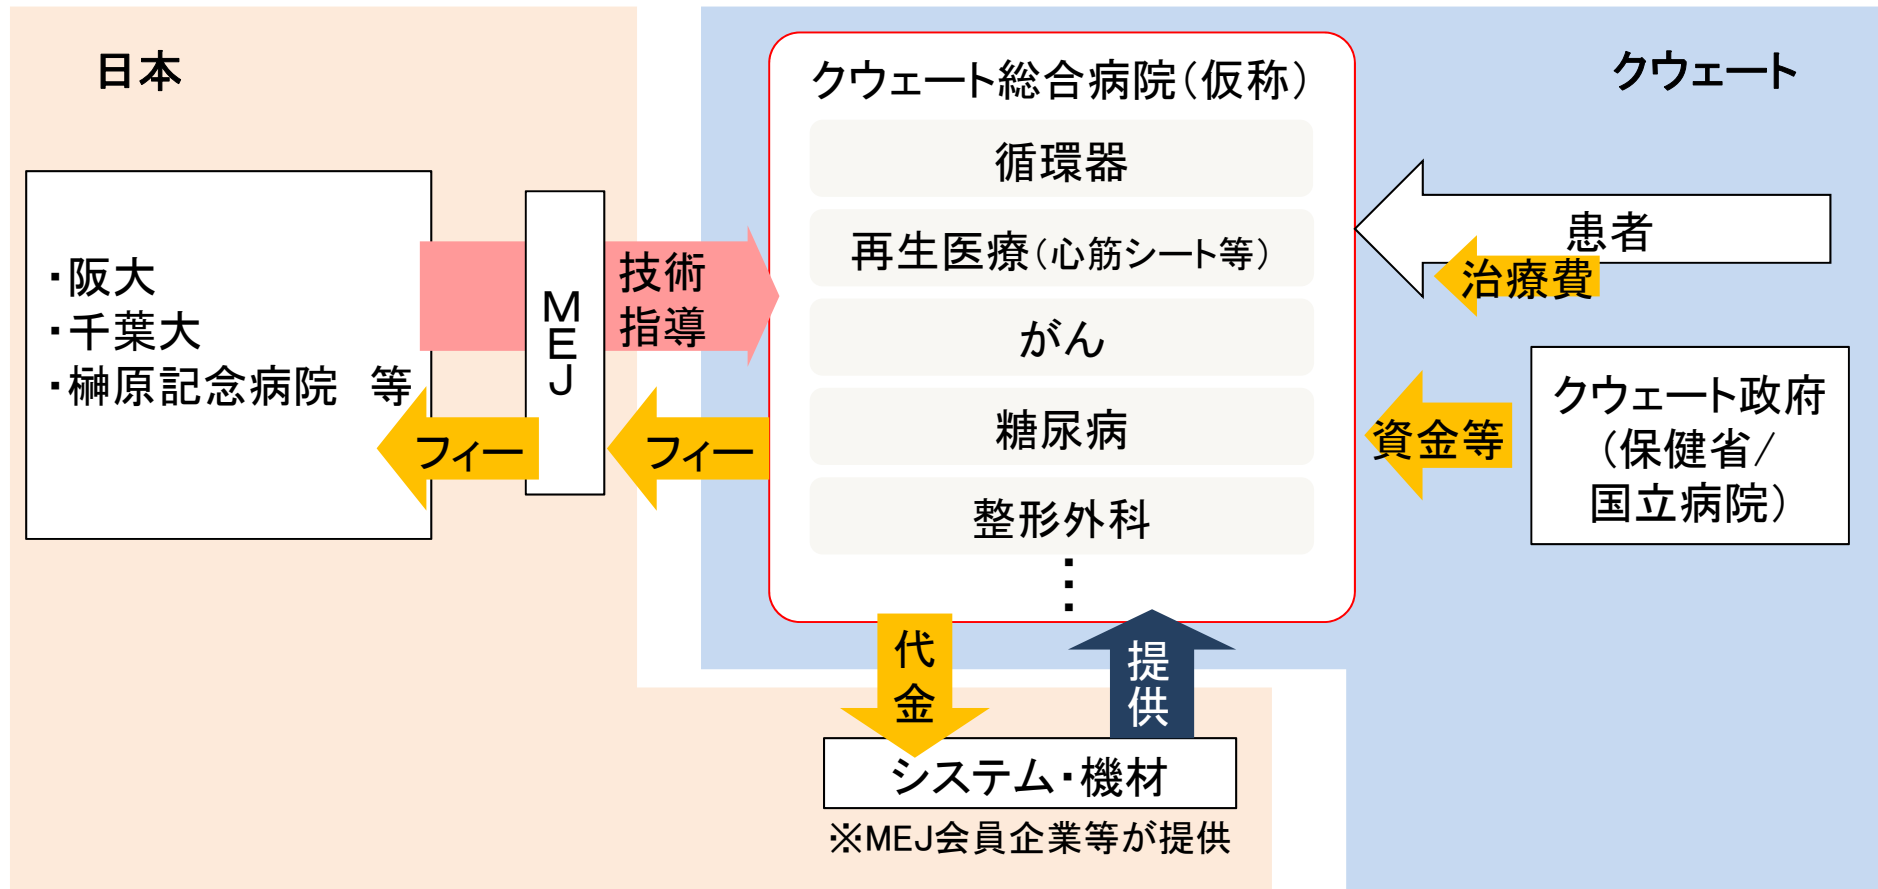 日本
クウェート
・阪大
・千葉大
・榊原記念病院　等
MEJ
技術
指導
フィー
フィー
クウェート総合病院（仮称）
循環器
再生医療（心筋シート等）
がん
糖尿病
整形外科
⋮
患者
治療費
資金等
クウェート政府
（保健省/
国立病院）
代金
提供
システム・機材
※MEJ会員企業等が提供